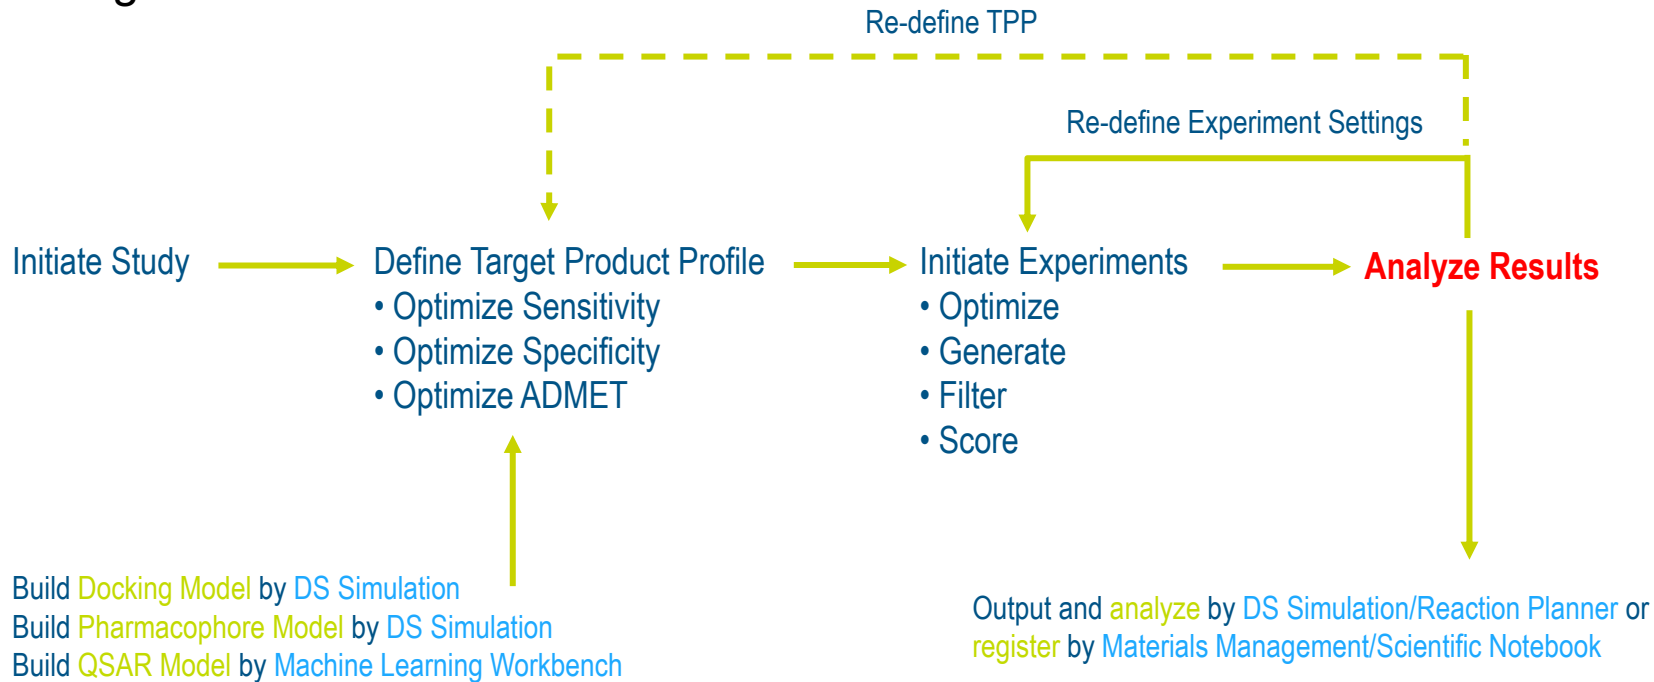 Re-define TPP
Re-define Experiment Settings
Initiate Study
Define Target Product Profile
• Optimize Sensitivity
• Optimize Specificity
• Optimize ADMET
Initiate Experiments
• Optimize
• Generate
• Filter
• Score
Analyze Results
Build Docking Model by DS Simulation
Build Pharmacophore Model by DS Simulation
Build QSAR Model by Machine Learning Workbench
Output and analyze by DS Simulation/Reaction Planner or
register by Materials Management/Scientific Notebook